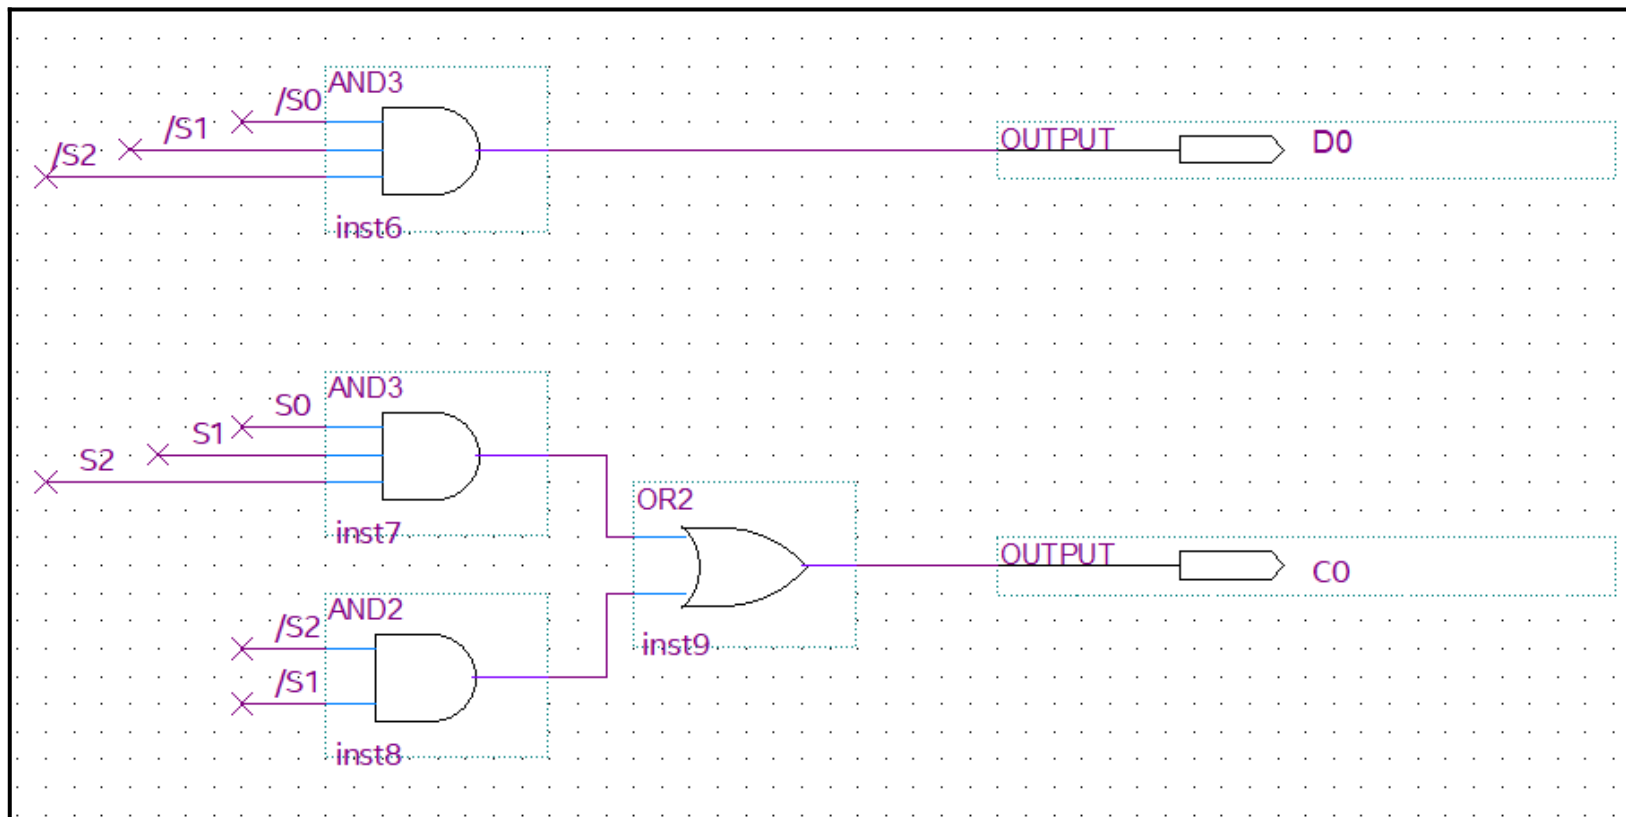 AND3
/S0
/S1
/S2
OUTPUT
D0
inst6
AND3
S0
S1
S2
inst7
OR2
OUTPUT
C0
AND2
/S2
inst9
/S1
inst8